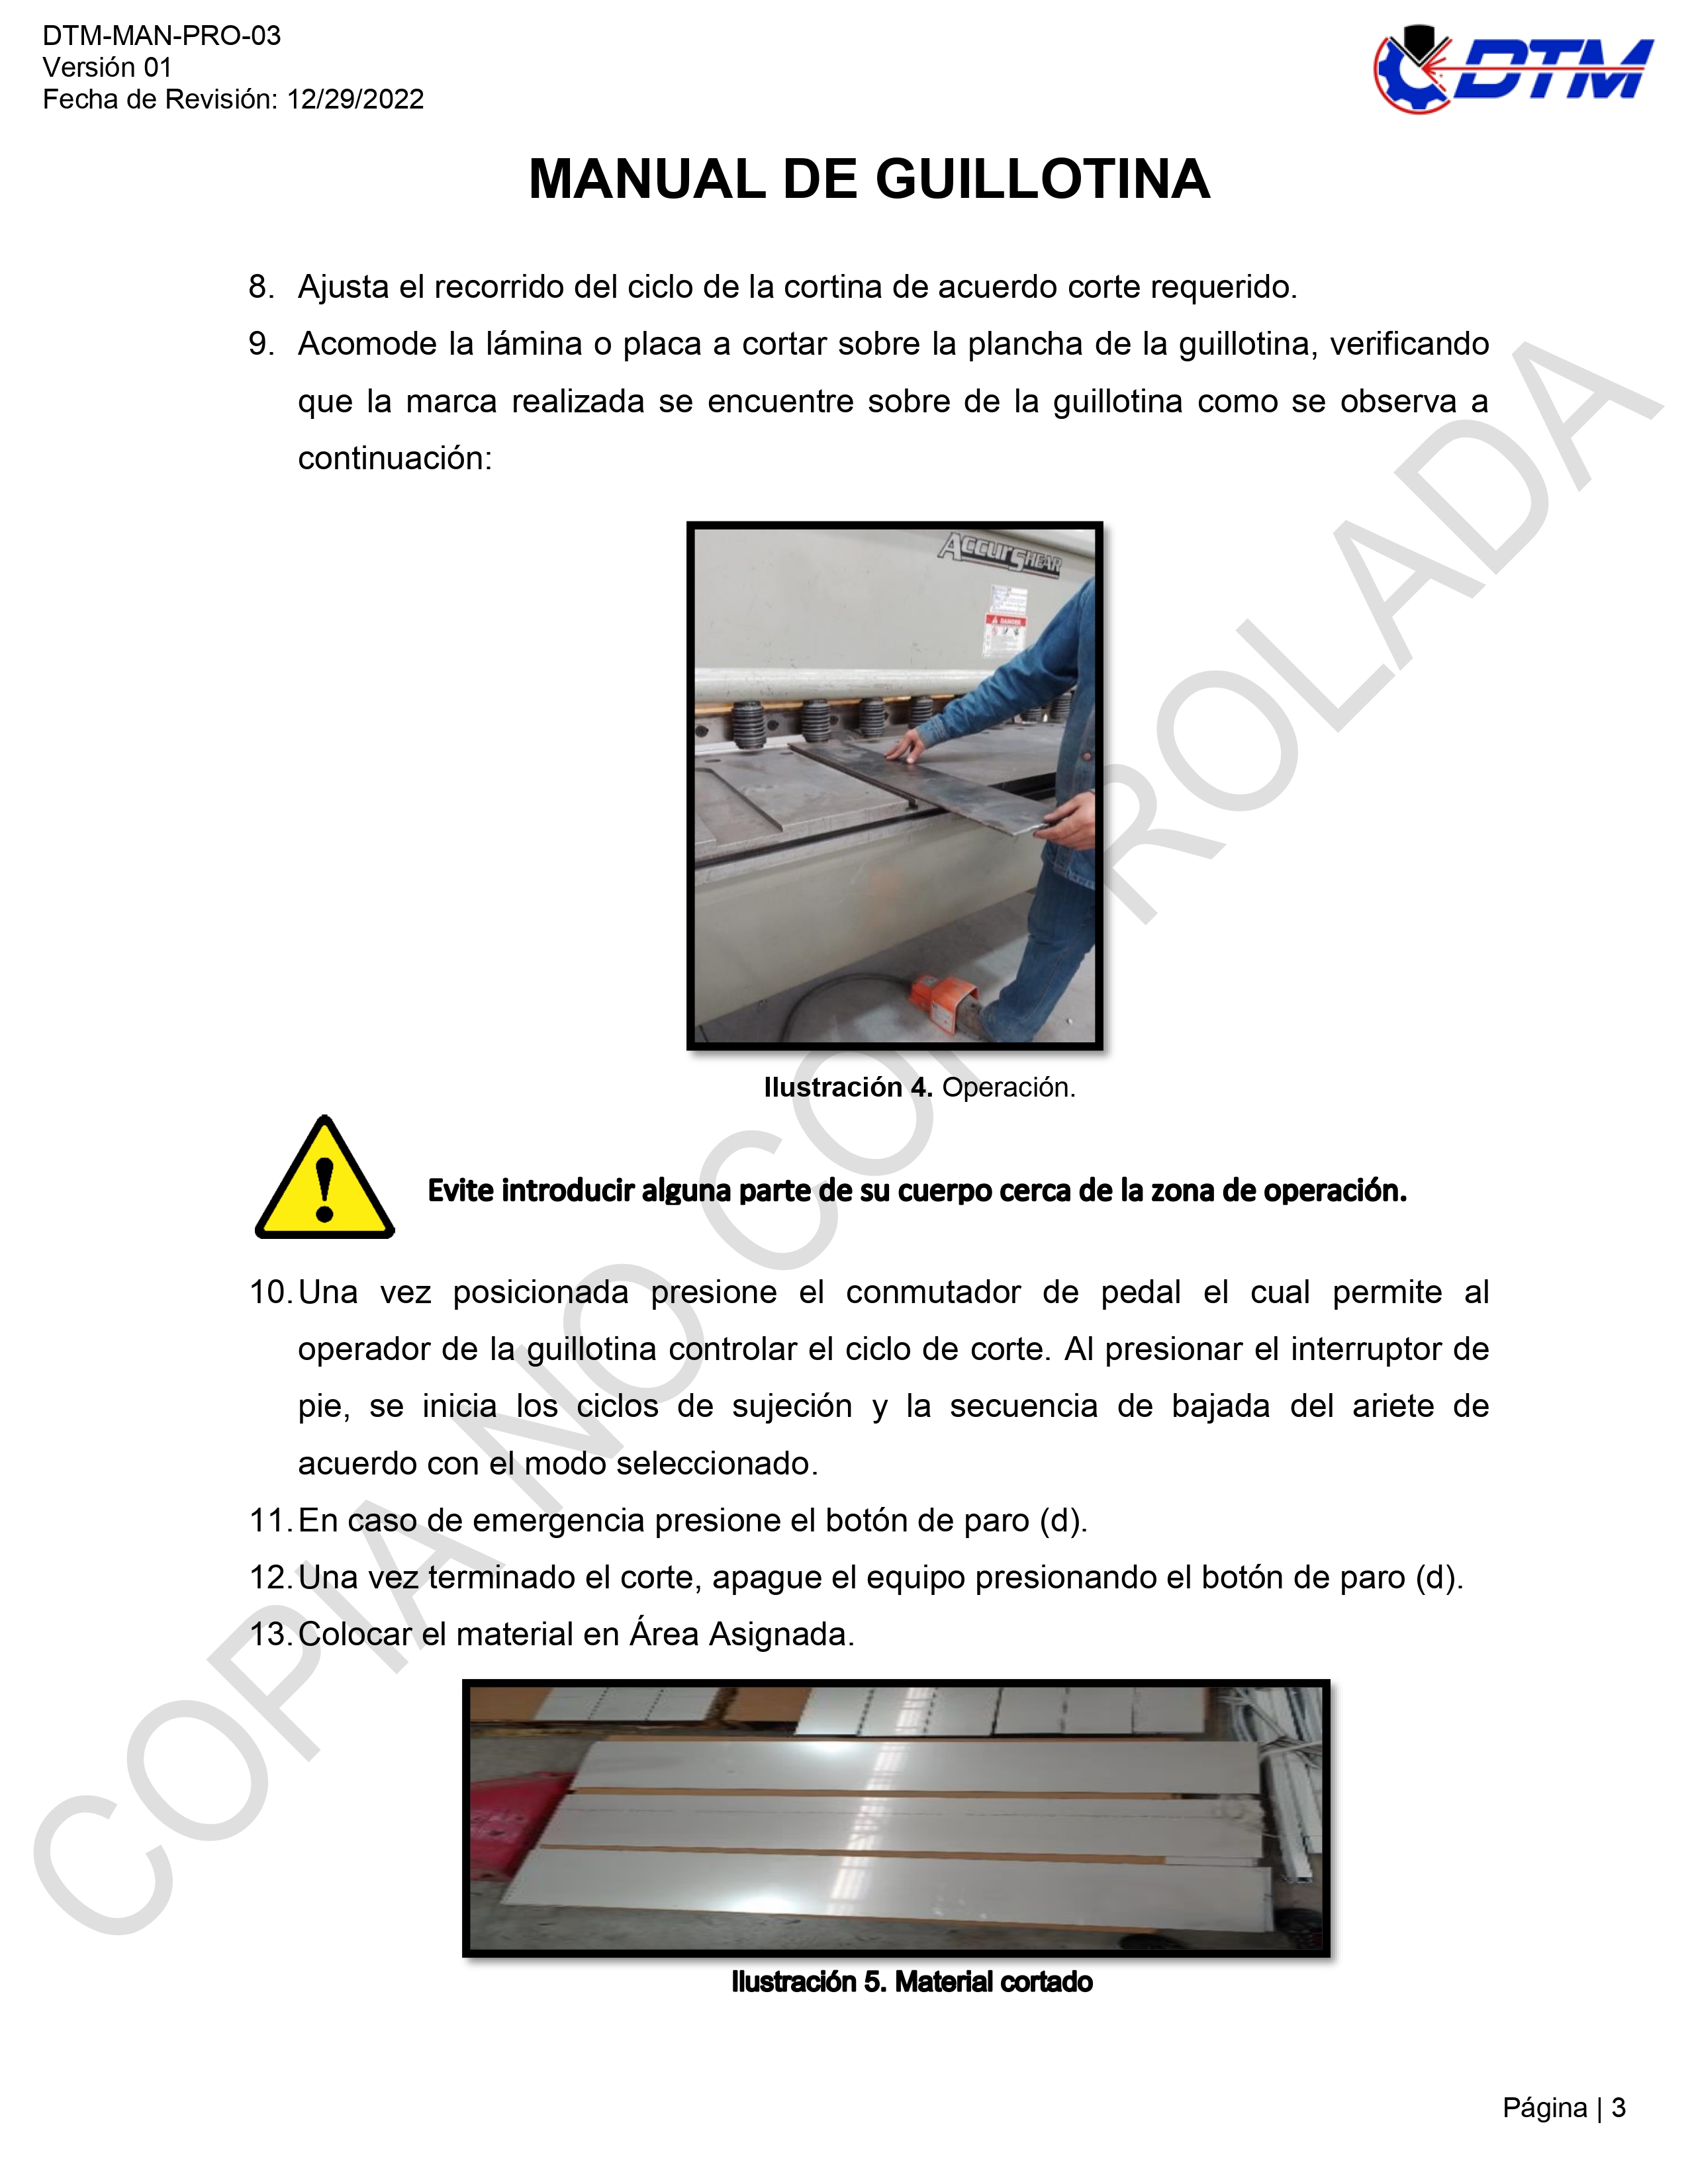 DTM-MAN-PRO-03
Versión 01
Fecha de Revisión: 12/29/2022
DTM
MANUAL DE GUILLOTINA
8. Ajusta el recorrido del ciclo de la cortina de acuerdo corte requerido.
9. Acomode la lámina o placa a cortar sobre la plancha de la guillotina, verificando
que la marca realizada se encuentre sobre de la guillotina como se observa a
continuación:
ACCURSHEAR
DANGER
Ilustración 4. Operación.
Evite introducir alguna parte de su cuerpo cerca de la zona de operación.
10. Una vez posicionada presione el conmutador de pedal el cual permite al
operador de la guillotina controlar el ciclo de corte. Al presionar el interruptor de
pie, se inicia los ciclos de sujeción y la secuencia de bajada del ariete de
acuerdo con el modo seleccionado.
11. En caso de emergencia presione el botón de paro (d).
12. Una vez terminado el corte, apague el equipo presionando el botón de paro (d).
13. Colocar el material en Área Asignada.
Ilustración 5. Material cortado
Página | 3
COPIA NO CONTROLADA